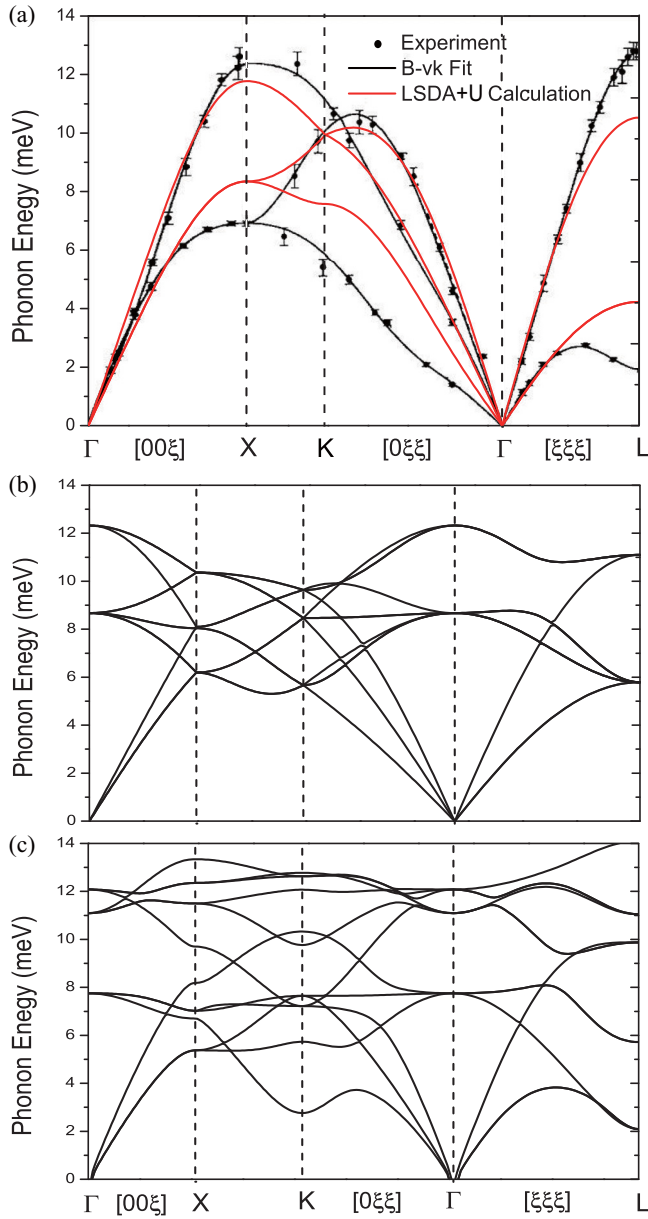 (a)
14
12
10
8
6
4
2
0
Phonon Enegy (meV)
Experiment
B-vk Fit
LSDA+U Calculation
Γ [00ξ] X K [0ξξ] Γ [ξξξ] L
(b)
14
12
10
8
6
4
2
0
Phonon Energy (meV)
(c)
14
12
10
8
6
4
2
0
Phonon Energy (meV)
Γ [00ξ] X K [0ξξ] Γ [ξξξ] L